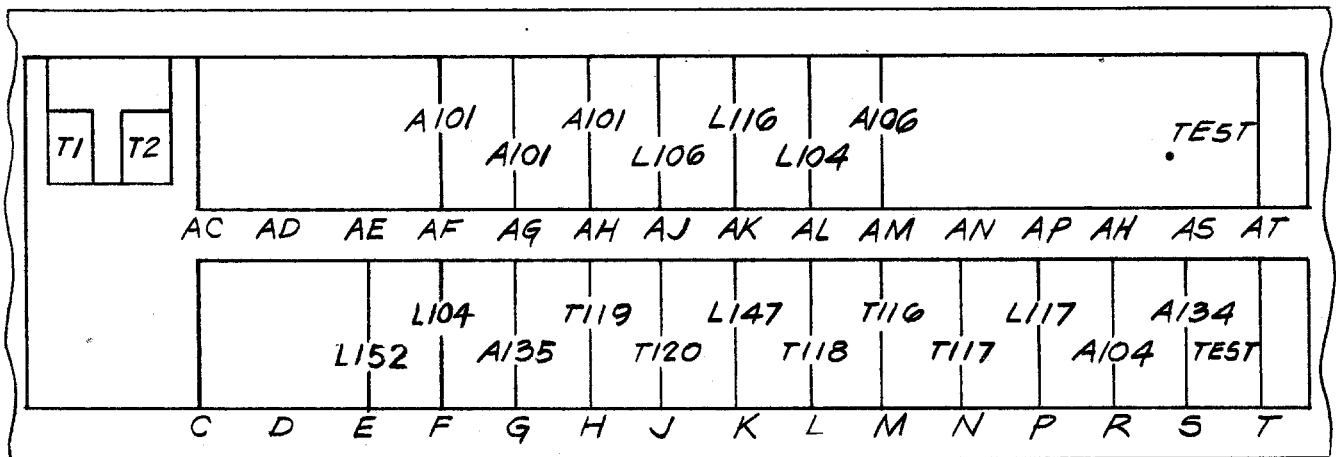 A101 A101 L116 A106
T1 T2 A101 L106 L104 TEST
AC AD AE AF AG AH AJ AK AL AM AN AP AH AS AT
L104 T119 L147 T116 L117 A134
L152 A135 T120 T118 T117 A104 TEST
C D E F G H J K L M N P R S T